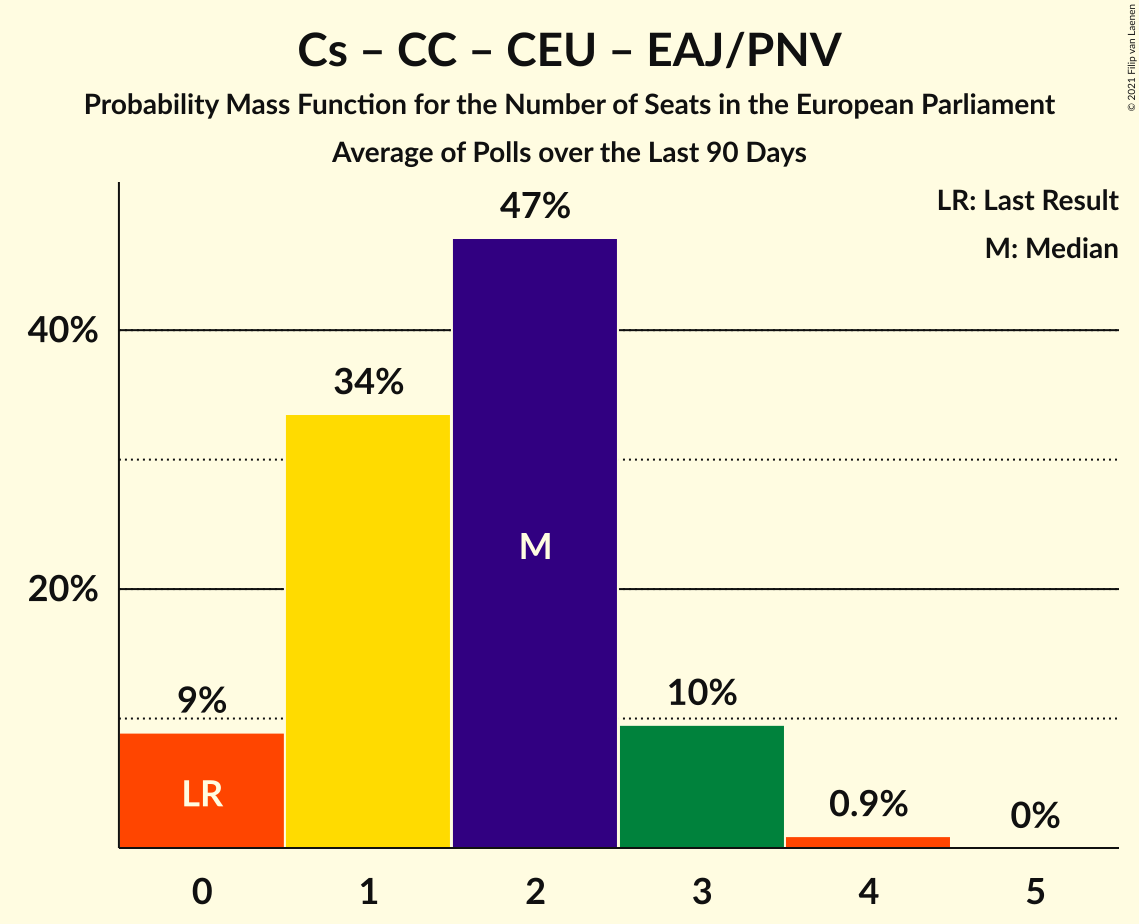 Cs – CC – CEU – EAJ/PNV
Probability Mass Function for the Number of Seats in the European Parliament
Average of Polls over the Last 90 Days
© 2021 Filip van Laenen
LR: Last Result
M: Median
47%
40%
34%
M
20%
9%
10%
LR
0.9%
0%
0 1 2 3 4 5